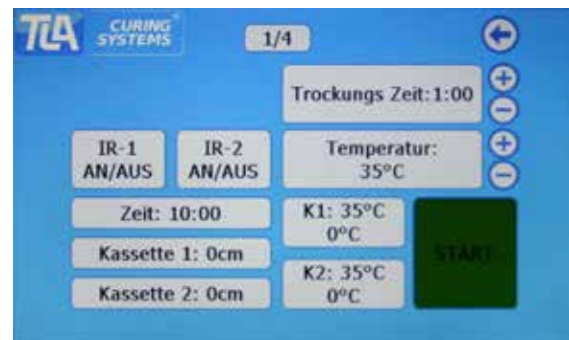 TLA CURING SYSTEMS
1/4
Trockungs Zeit:1:00
IR-1
AN/AUS
IR-2
AN/AUS
Temperatur:
35°C
Zeit: 10:00
Kassette 1: 0cm
Kassette 2: 0cm
K1: 35°C
0°C
K2: 35°C
0°C
START